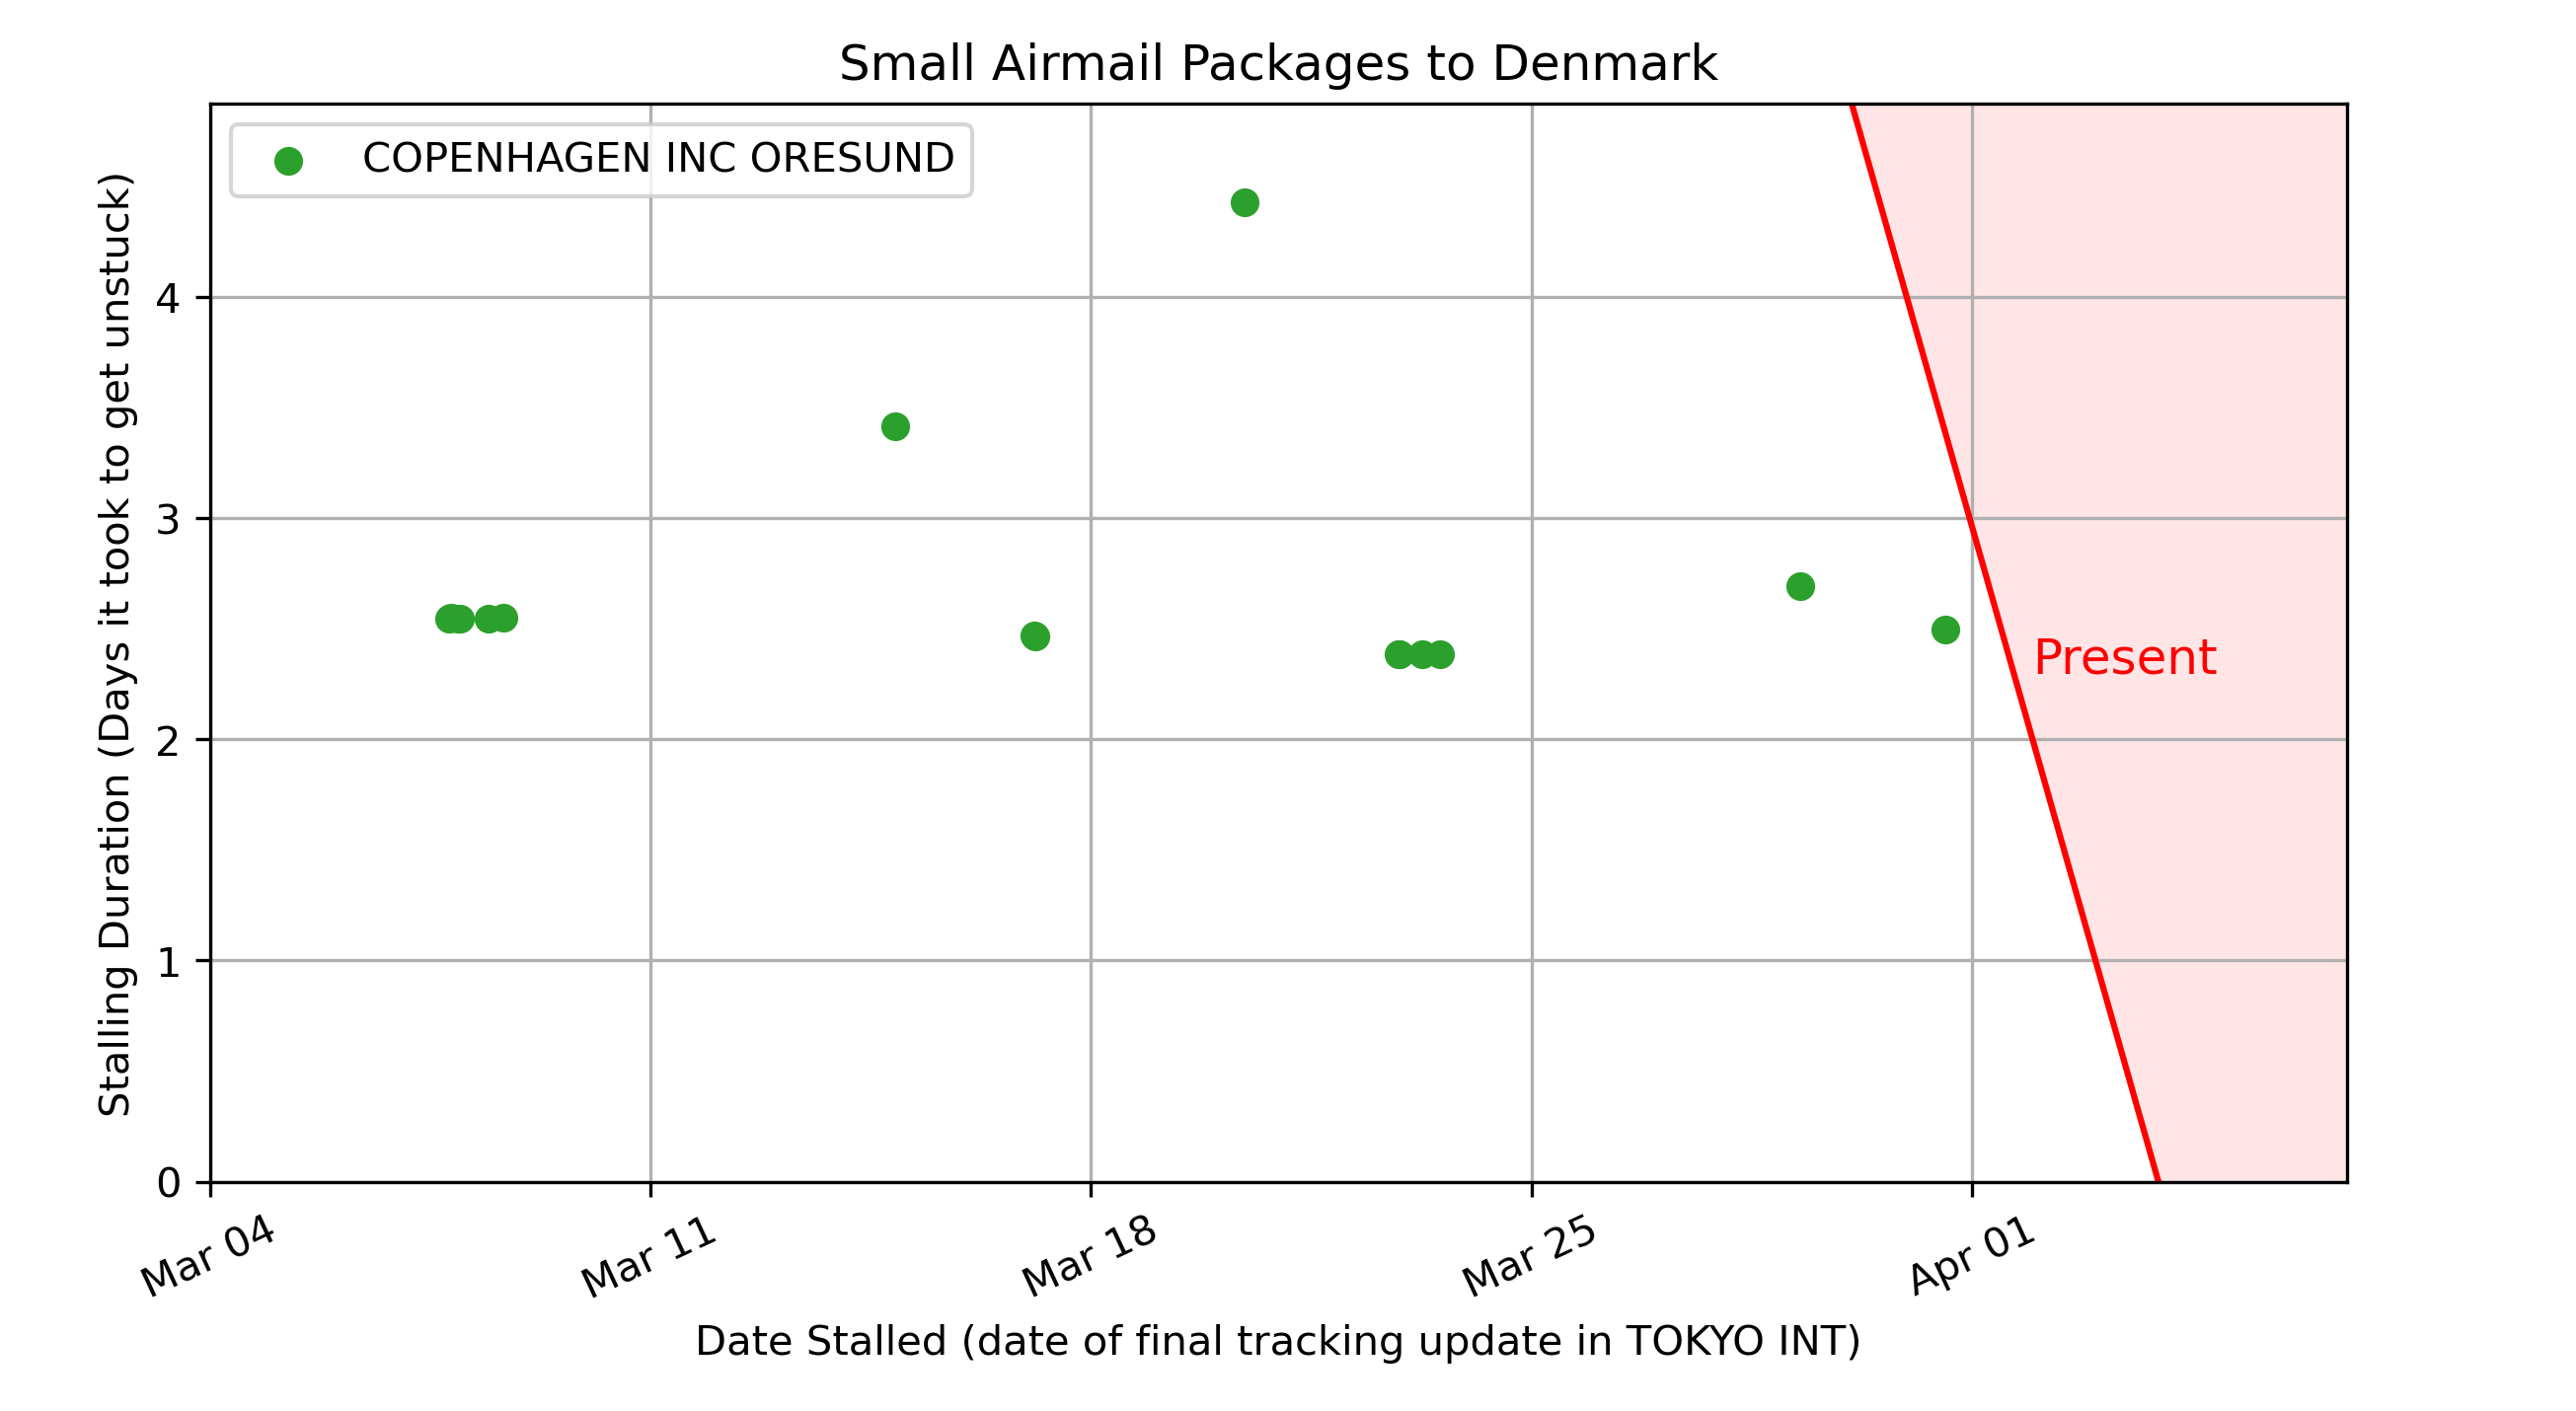 Small Airmail Packages to Denmark
COPENHAGEN INC ORESUND
Stalling Duration (Days it took to get unstuck)
4
3
2
1
0
Present
Mar 04
Mar 11
Mar 18
Mar 25
Apr 01
Date Stalled (date of final tracking update in TOKYO INT)